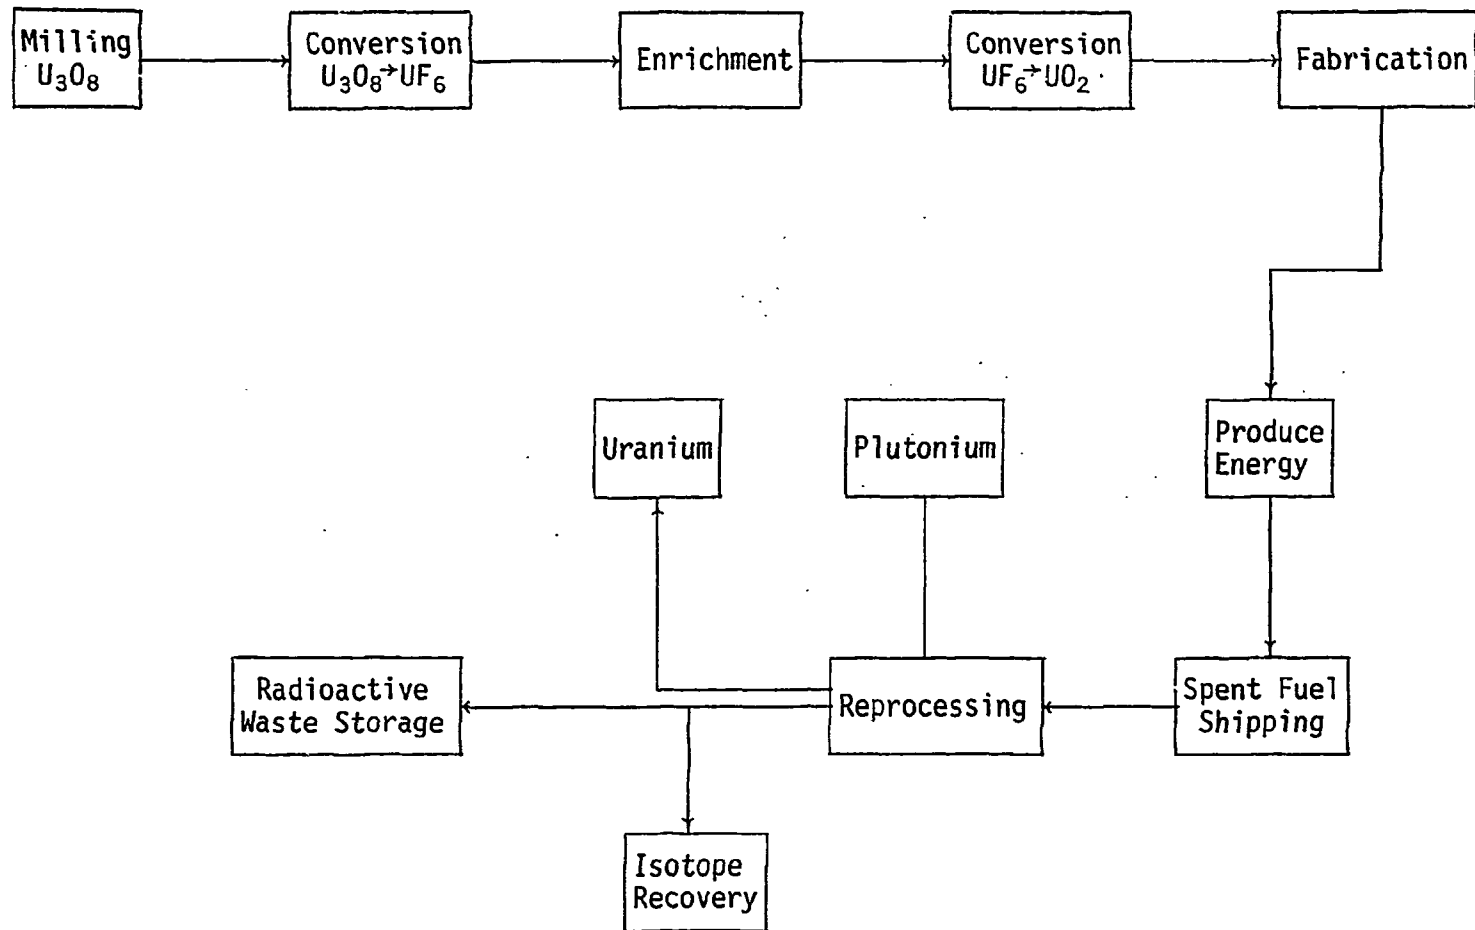 Milling
U₃O₈
Conversion
U₃O₈→UF₆
Enrichment
Conversion
UF₆→UO₂
Fabrication
Uranium
Plutonium
Produce
Energy
Radioactive
Waste Storage
Reprocessing
Spent Fuel
Shipping
Isotope
Recovery